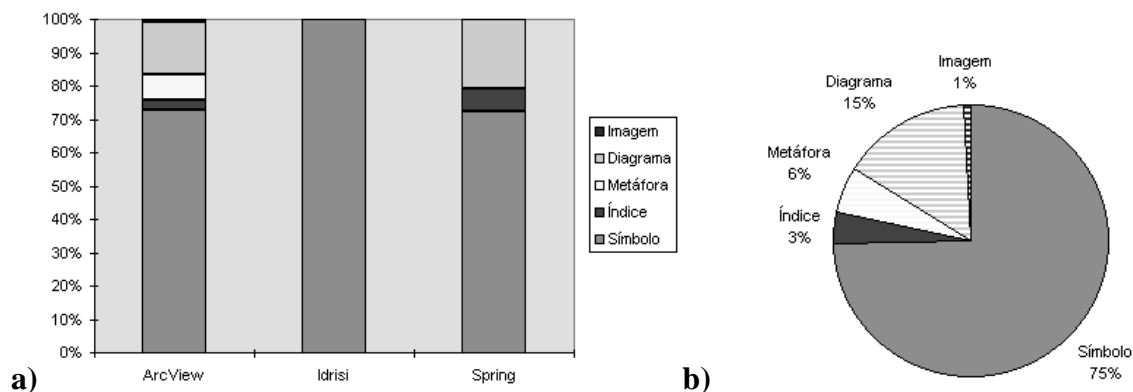 100%
90%
80%
70%
60%
50%
40%
30%
20%
10%
0%
ArcView Idrisi Spring
Imagem
Diagrama
Metáfora
Índice
Símbolo
a)
Imagem
1%
Diagrama
15%
Metáfora
6%
Índice
3%
Símbolo
75%
b)